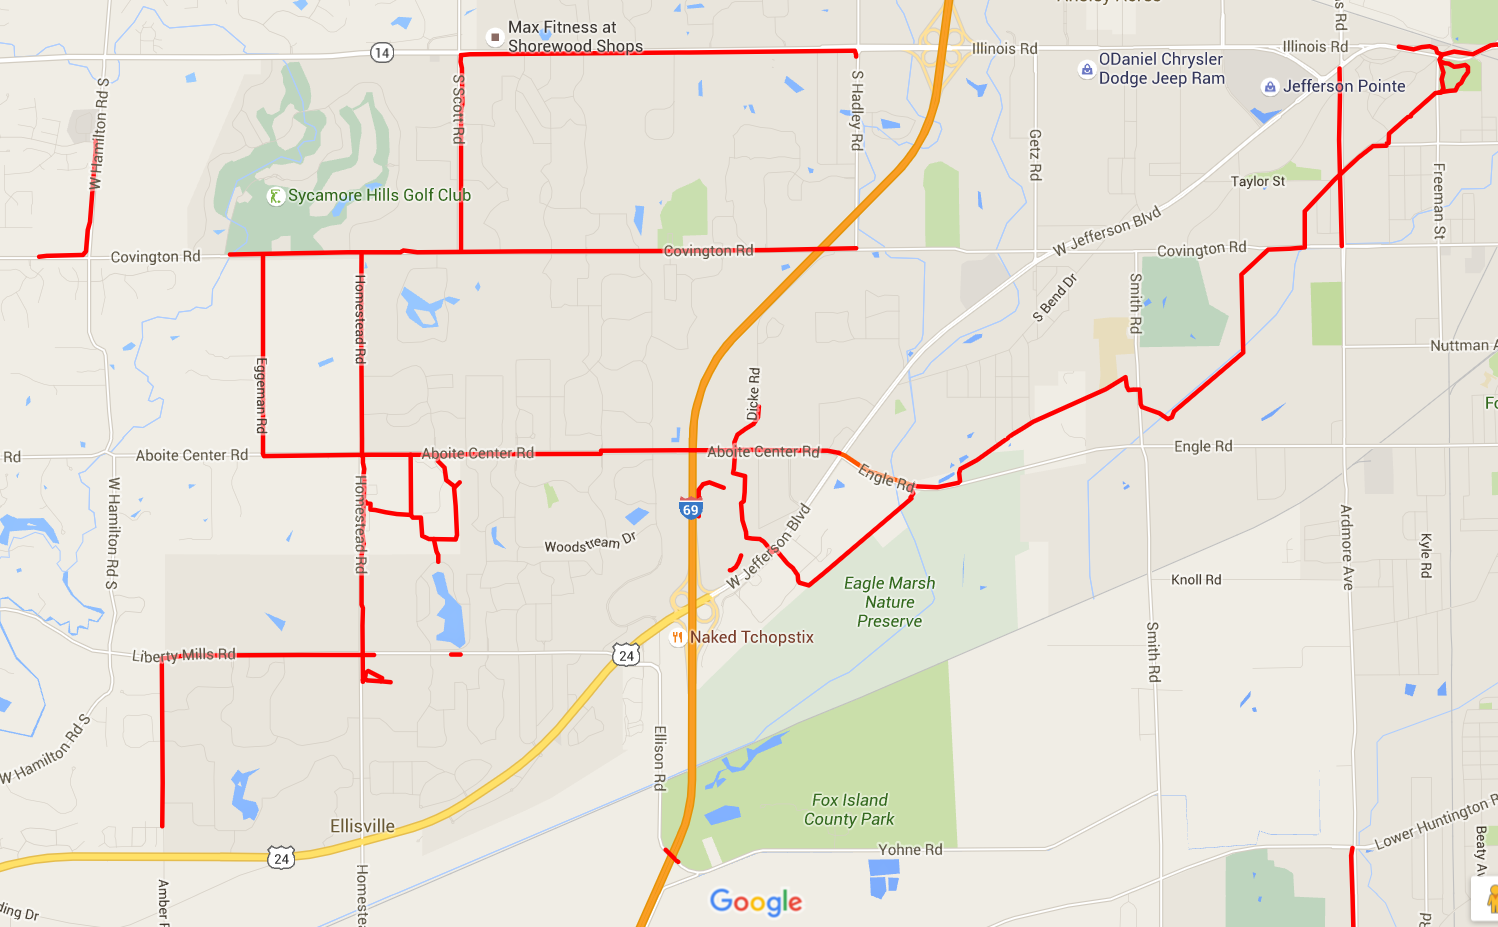 14
Max Fitness at
Shorewood Shops
Illinois Rd
Illinois Rd
ODaniel Chrysler
Dodge Jeep Ram
Jefferson Pointe
W Hamilton Rd S
S Scott Rd
S Hadley Rd
Getz Rd
Freeman St
Sycamore Hills Golf Club
Taylor St
W Jefferson Blvd
Covington Rd
Covington Rd
Covington Rd
S Bend Dr
Smith Rd
Homestead Rd
Eggeman Rd
Dicke Rd
Nuttman A
Rd
Aboite Center Rd
Aboite Center Rd
Aboite Center Rd
Engle Rd
Engle Rd
W Hamilton Rd S
Homestead Rd
69
Woodstream Dr
W Jefferson Blvd
Ardmore Ave
Kyle Rd
Knoll Rd
Eagle Marsh
Nature
Preserve
Naked Tchopstix
Liberty Mills Rd
24
Smith Rd
W Hamilton Rd S
Ellison Rd
Fox Island
County Park
Ellisville
24
Yohne Rd
Lower Huntington R
Beaty Av
Amber R
Homestea
ding Dr
Google
Rd